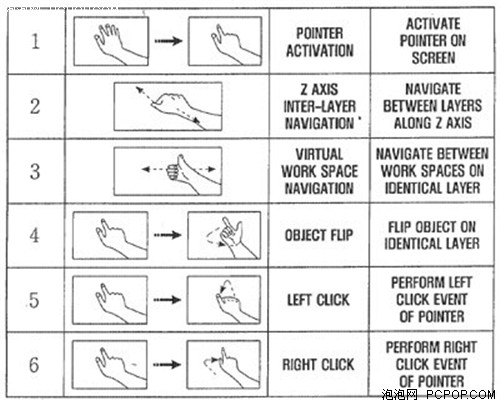 1
POINTER
ACTIVATION
ACTIVATE
POINTER ON
SCREEN
2
Z AXIS
INTER-LAYER
NAVIGATION
NAVIGATE
BETWEEN LAYERS
ALONG Z AXIS
3
VIRTUAL
WORK SPACE
NAVIGATION
NAVIGATE BETWEEN
WORK SPACES ON
IDENTICAL LAYER
4
OBJECT FLIP
FLIP OBJECT ON
IDENTICAL LAYER
5
LEFT CLICK
PERFORM LEFT
CLICK EVENT
OF POINTER
6
RIGHT CLICK
PERFORM RIGHT
CLICK EVENT
OF POINTER
泡泡网 PCPOP.COM